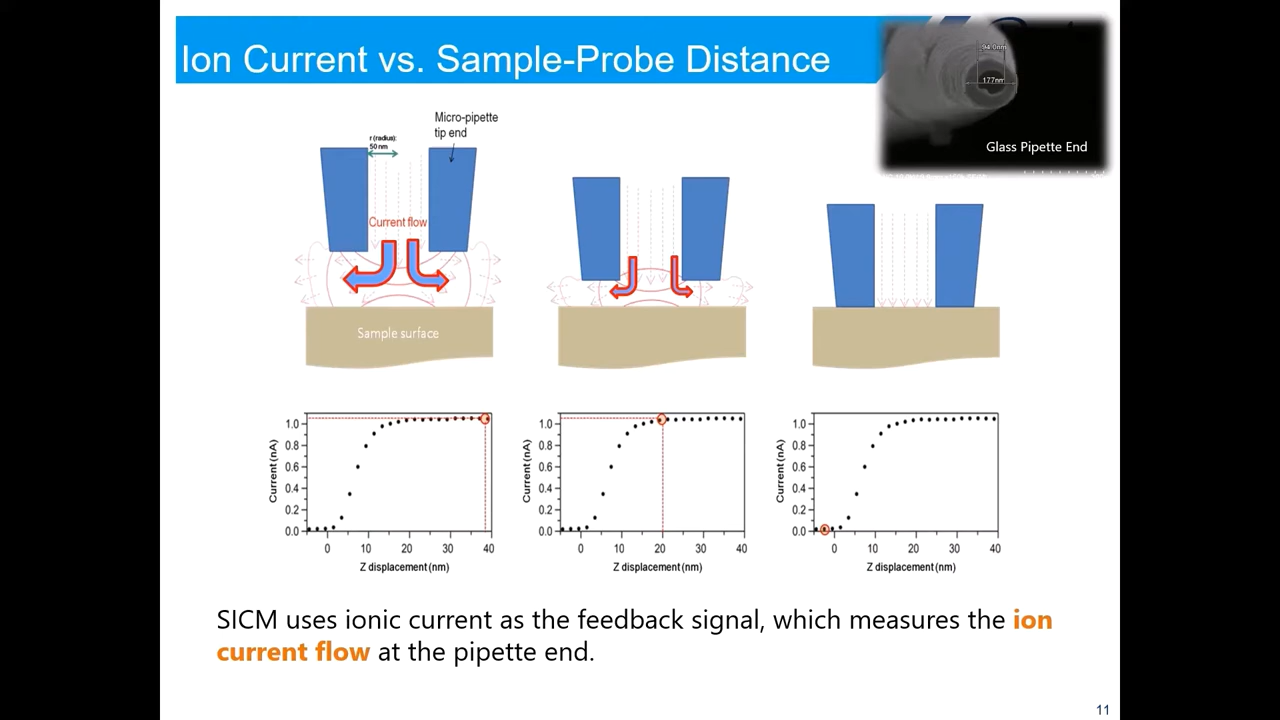 Ion Current vs. Sample-Probe Distance
94.0nm
177nm
Glass Pipette End
Micro-pipette
tip end
r (radius):
50 nm
Current flow
Sample surface
Current (nA)
1.0
0.8
0.6
0.4
0.2
0.0
0 10 20 30 40
Z displacement (nm)
Current (nA)
1.0
0.8
0.6
0.4
0.2
0.0
0 10 20 30 40
Z displacement (nm)
Current (nA)
1.0
0.8
0.6
0.4
0.2
0.0
0 10 20 30 40
Z displacement (nm)
SICM uses ionic current as the feedback signal, which measures the ion
current flow at the pipette end.
11